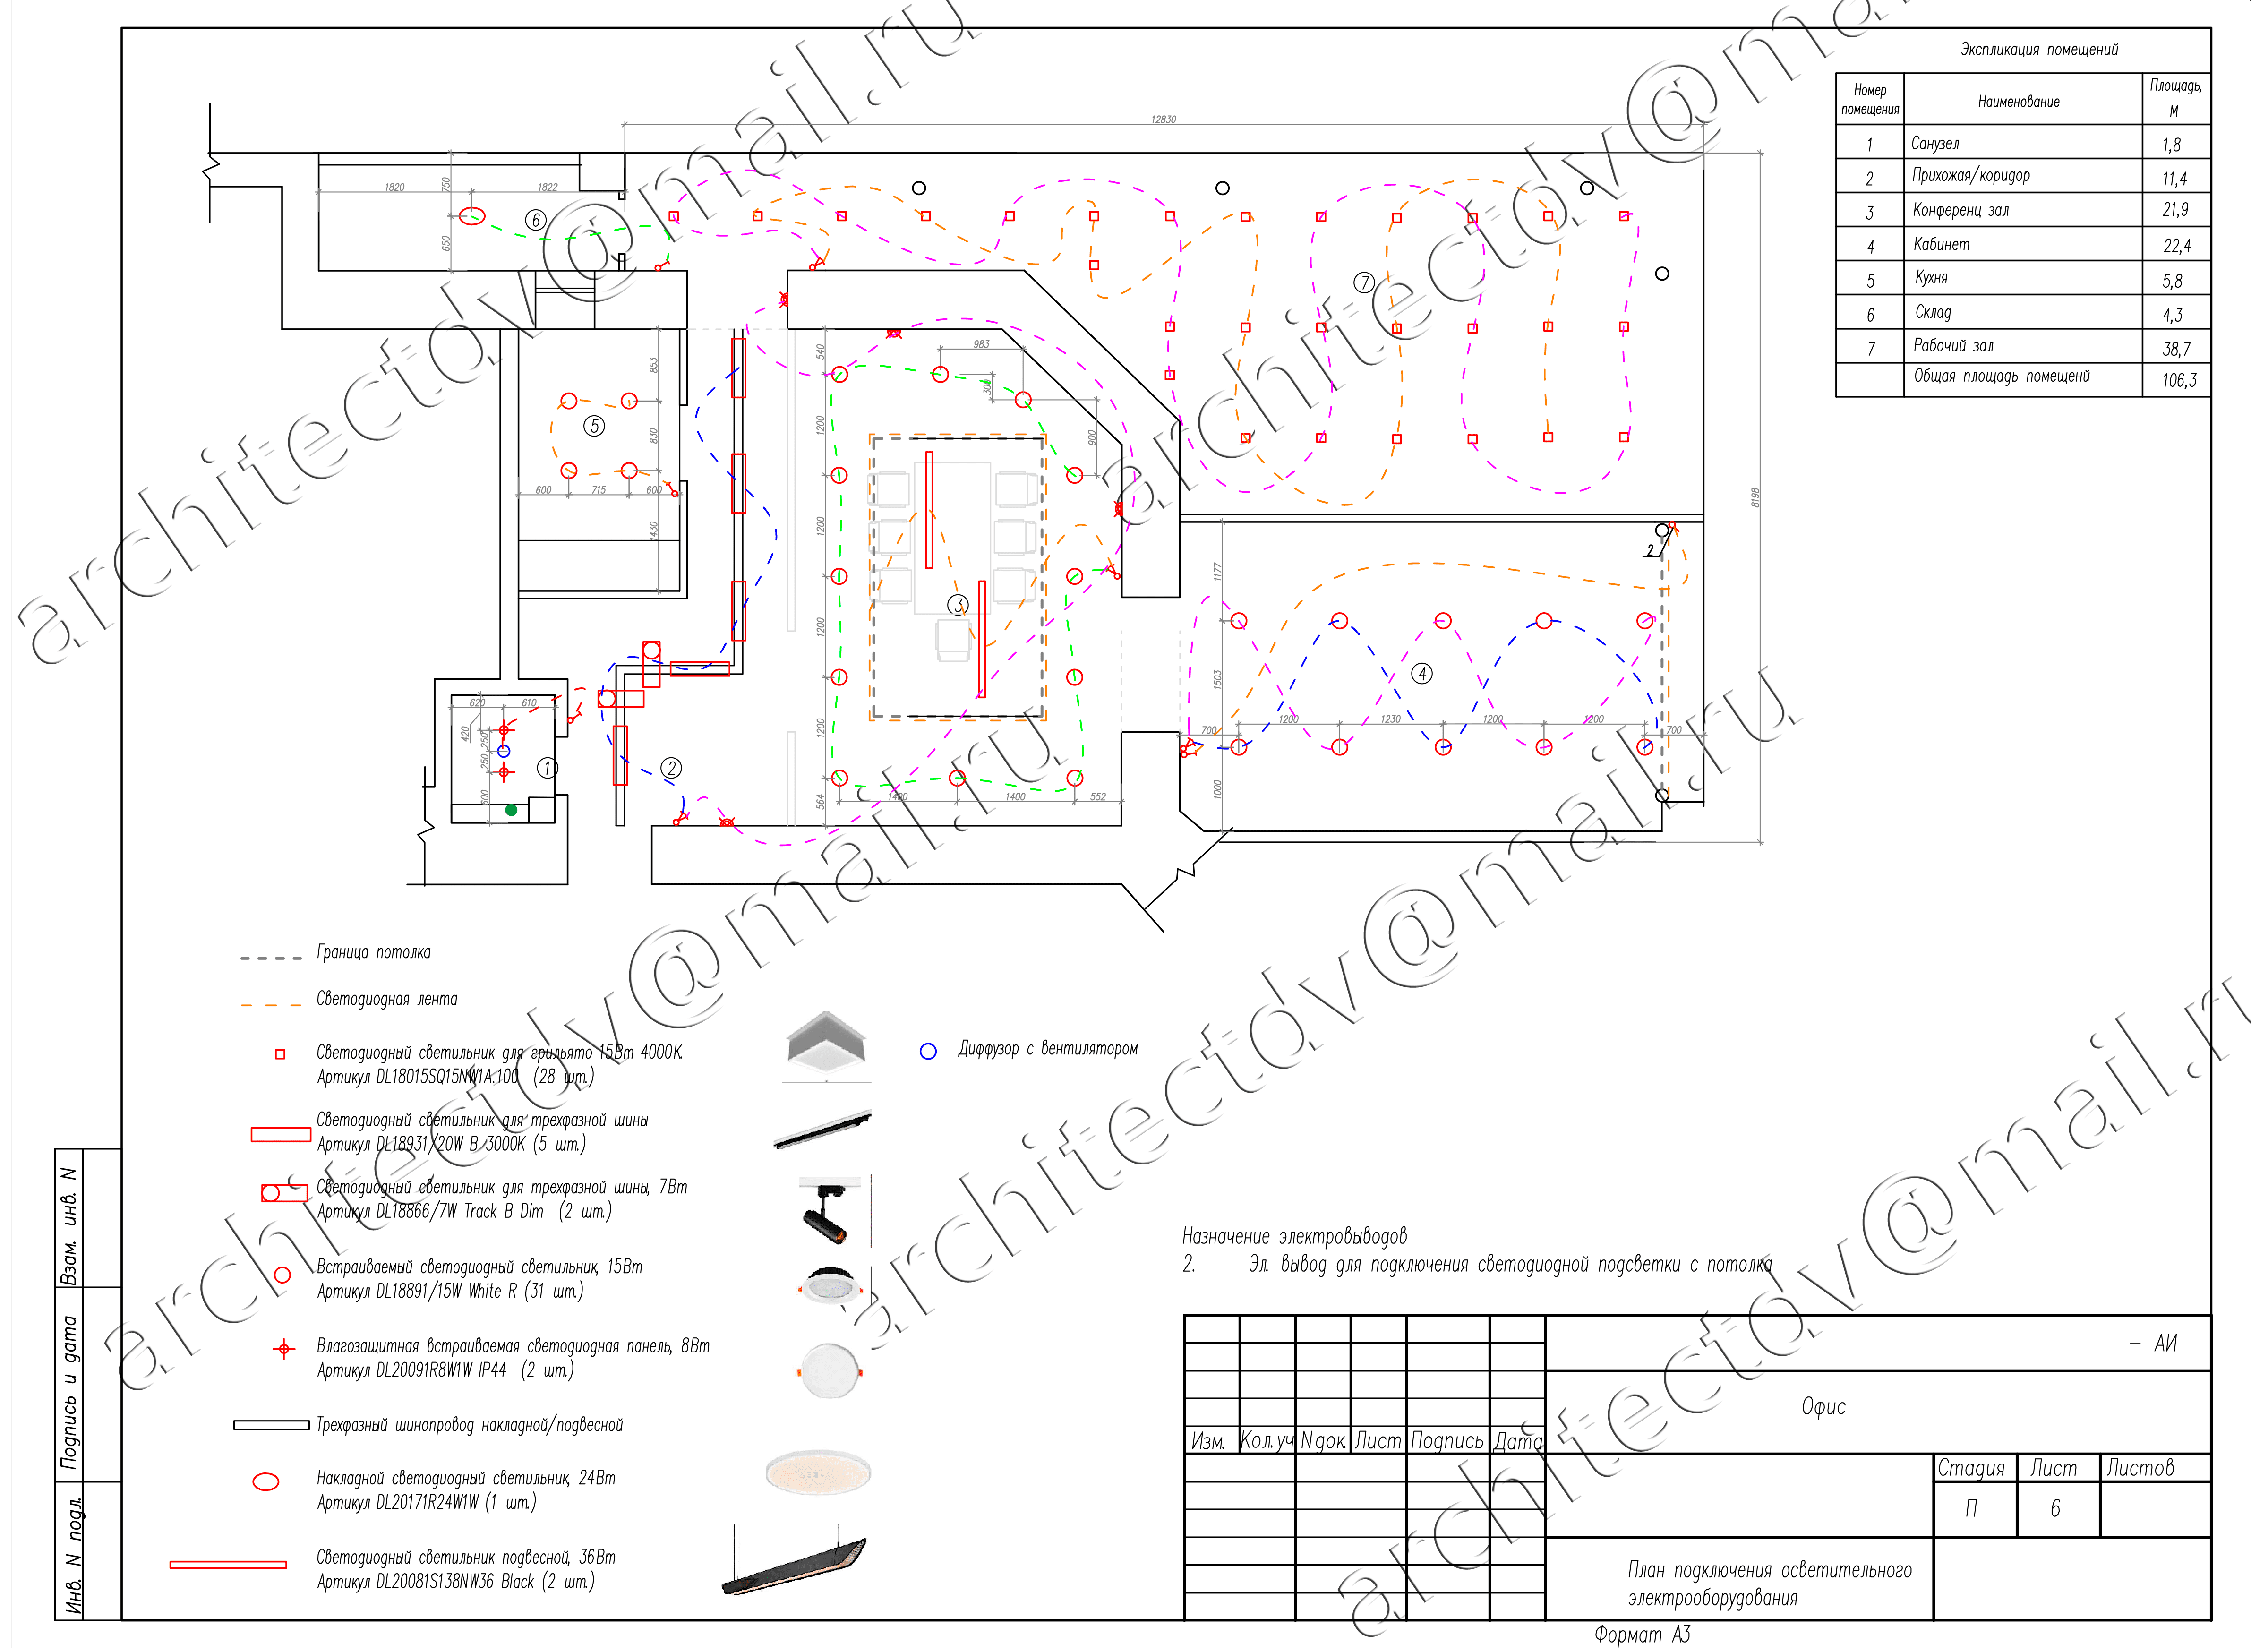 Экспликация помещений
Номер помещения
Наименование
Площадь, М
1 Санузел 1,8
2 Прихожая/коридор 11,4
3 Конференц зал 21,9
4 Кабинет 22,4
5 Кухня 5,8
6 Склад 4,3
7 Рабочий зал 38,7
Общая площадь помещенй 106,3
12830
1820
1822
750
650
6
7
8198
853
830
1430
5
600
715
600
540
983
300
900
1200
1200
1200
1200
564
3
1400
1400
552
620
610
420
250
250
600
1
2
2
1177
1503
1000
4
700
1200
1230
1200
1200
700
Граница потолка
Светодиодная лента
Светодиодный светильник для грильято 15Вт 4000К.
Артикул DL18015SQ15NW1A.100 (28 шт.)
Светодиодный светильник для трехфазной шины
Артикул DL18931/20W B 3000K (5 шт.)
Светодиодный светильник для трехфазной шины, 7Вт
Артикул DL18866/7W Track B Dim (2 шт.)
Встраиваемый светодиодный светильник, 15Вт
Артикул DL18891/15W White R (31 шт.)
Влагозащитная встраиваемая светодиодная панель, 8Вт
Артикул DL20091R8W1W IP44 (2 шт.)
Трехфазный шинопровод накладной/подвесной
Накладной светодиодный светильник, 24Вт
Артикул DL20171R24W1W (1 шт.)
Светодиодный светильник подвесной, 36Вт
Артикул DL20081S138NW36 Black (2 шт.)
Диффузор с вентилятором
Назначение электровыводов
2. Эл. вывод для подключения светодиодной подсветки с потолка
– АИ
Офис
Изм. Кол.уч N док. Лист Подпись Дата
Стадия Лист Листов
П 6
План подключения осветительного
электрооборудования
Формат А3
Взам. инв. N
Подпись и дата
Инв. N подл.
architectdv@mail.ru
architectdv@mail.ru
architectdv@mail.ru
architectdv@mail.ru
architectdv@mail.ru
architectdv@mail.ru